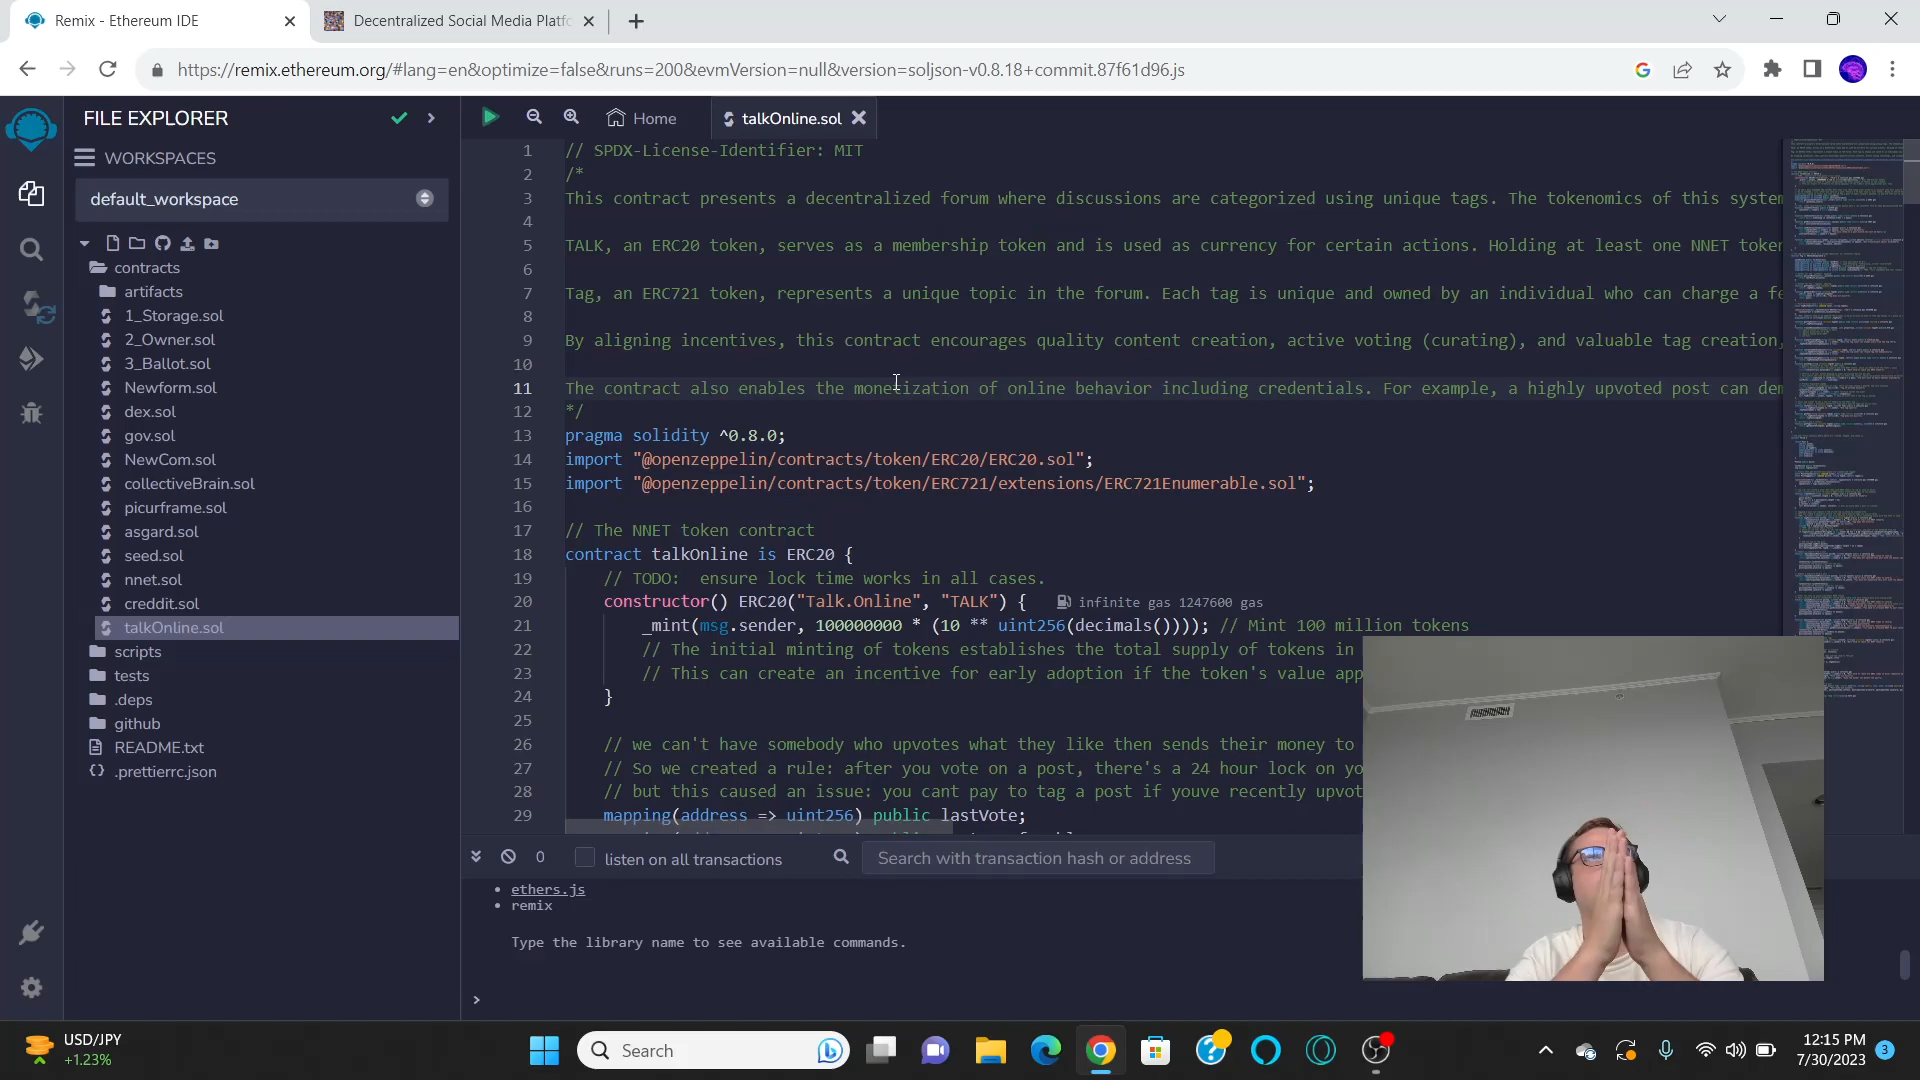 Remix - Ethereum IDE
Decentralized Social Media Platfo
https://remix.ethereum.org/#lang=en&optimize=false&runs=200&evmVersion=null&version=soljson-v0.8.18+commit.87f61d96.js
FILE EXPLORER
WORKSPACES
default_workspace
contracts
artifacts
1_Storage.sol
2_Owner.sol
3_Ballot.sol
Newform.sol
dex.sol
gov.sol
NewCom.sol
collectiveBrain.sol
picurframe.sol
asgard.sol
seed.sol
nnet.sol
creddit.sol
talkOnline.sol
scripts
tests
.deps
github
README.txt
.prettierrc.json
Home
talkOnline.sol
1 // SPDX-License-Identifier: MIT
2 /*
3 This contract presents a decentralized forum where discussions are categorized using unique tags. The tokenomics of this system
4
5 TALK, an ERC20 token, serves as a membership token and is used as currency for certain actions. Holding at least one NNET token
6
7 Tag, an ERC721 token, represents a unique topic in the forum. Each tag is unique and owned by an individual who can charge a fe
8
9 By aligning incentives, this contract encourages quality content creation, active voting (curating), and valuable tag creation,
10
11 The contract also enables the monetization of online behavior including credentials. For example, a highly upvoted post can dem
12 */
13 pragma solidity ^0.8.0;
14 import "@openzeppelin/contracts/token/ERC20/ERC20.sol";
15 import "@openzeppelin/contracts/token/ERC721/extensions/ERC721Enumerable.sol";
16
17 // The NNET token contract
18 contract talkOnline is ERC20 {
19 // TODO:  ensure lock time works in all cases.
20 constructor() ERC20("Talk.Online", "TALK") { infinite gas 1247600 gas
21 _mint(msg.sender, 100000000 * (10 ** uint256(decimals()))); // Mint 100 million tokens
22 // The initial minting of tokens establishes the total supply of tokens in
23 // This can create an incentive for early adoption if the token's value app
24 }
25
26 // we can't have somebody who upvotes what they like then sends their money to
27 // So we created a rule: after you vote on a post, there's a 24 hour lock on yo
28 // but this caused an issue: you cant pay to tag a post if youve recently upvot
29 mapping(address => uint256) public lastVote;
0
listen on all transactions
Search with transaction hash or address
• ethers.js
• remix
Type the library name to see available commands.
>
USD/JPY
+1.23%
Search
12:15 PM
7/30/2023
3